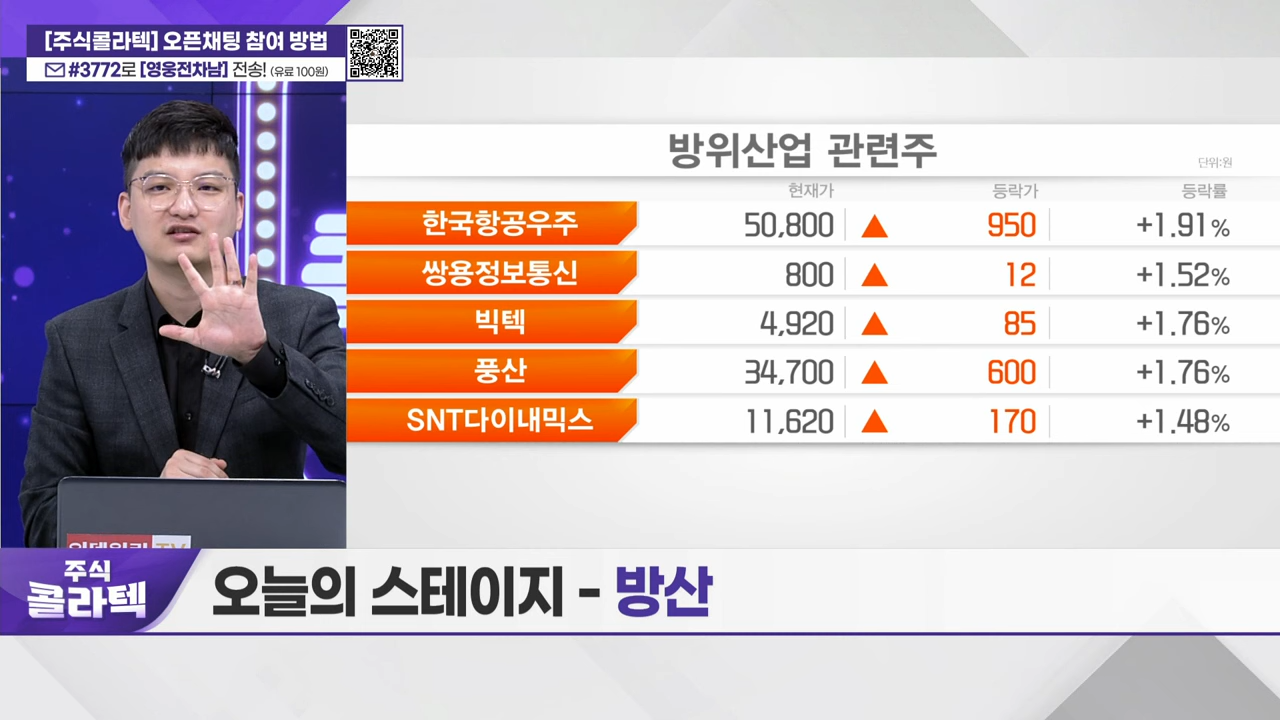 [주식콜라텍] 오픈채팅 참여 방법
#3772로 [영웅전차남] 전송! (유료 100원)
방위산업 관련주
단위:원
현재가 등락가 등락률
한국항공우주 50,800 ▲ 950 +1.91%
쌍용정보통신 800 ▲ 12 +1.52%
빅텍 4,920 ▲ 85 +1.76%
풍산 34,700 ▲ 600 +1.76%
SNT다이내믹스 11,620 ▲ 170 +1.48%
이데일리 TV
주식
콜라텍
오늘의 스테이지 - 방산